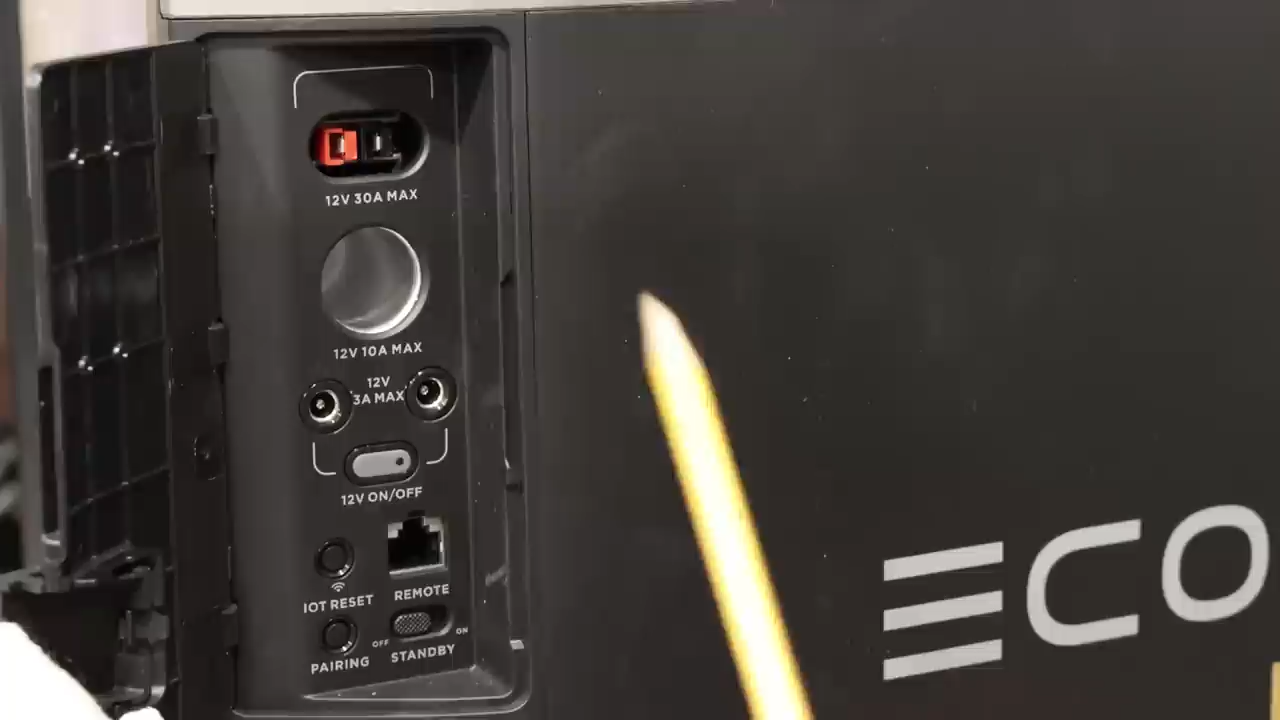 12V 30A MAX
12V 10A MAX
12V
3A MAX
12V ON/OFF
IOT RESET
REMOTE
OFF
ON
PAIRING
STANDBY
ECO